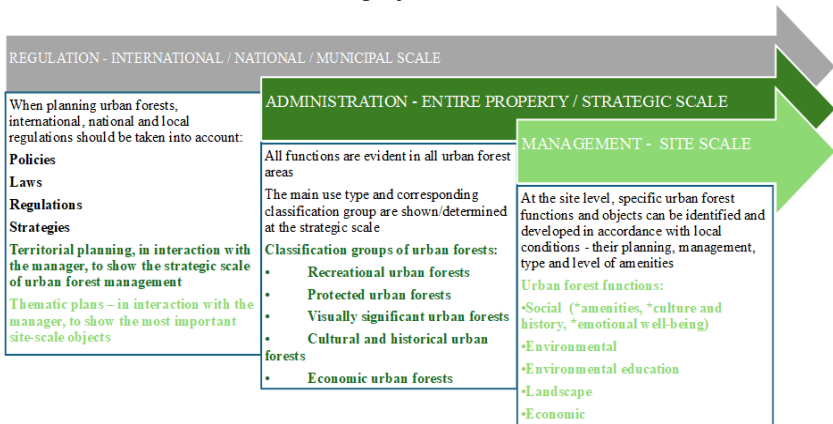 REGULATION - INTERNATIONAL / NATIONAL / MUNICIPAL SCALE
When planning urban forests,
international, national and local
regulations should be taken into account:
Policies
Laws
Regulations
Strategies
Territorial planning, in interaction with
the manager, to show the strategic scale
of urban forest management
Thematic plans – in interaction with the
manager, to show the most important
site-scale objects
ADMINISTRATION - ENTIRE PROPERTY / STRATEGIC SCALE
All functions are evident in all urban forest
areas
The main use type and corresponding
classification group are shown/determined
at the strategic scale
Classification groups of urban forests:
• Recreational urban forests
• Protected urban forests
• Visually significant urban forests
• Cultural and historical urban
forests
• Economic urban forests
MANAGEMENT - SITE SCALE
At the site level, specific urban forest
functions and objects can be identified and
developed in accordance with local
conditions - their planning, management,
type and level of amenities
Urban forest functions:
•Social (*amenities, *culture and
history, *emotional well-being)
•Environmental
•Environmental education
•Landscape
•Economic